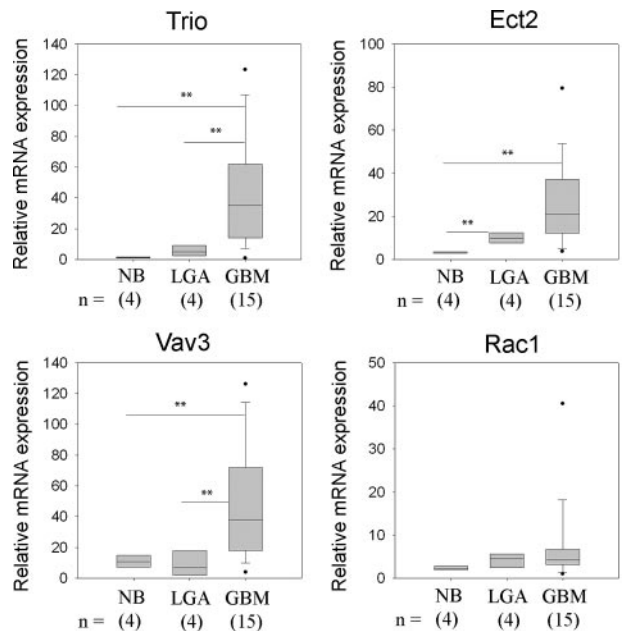 Trio
Relative mRNA expression
140
120
100
80
60
40
20
0
**
**
NB LGA GBM
n = (4) (4) (15)
Ect2
Relative mRNA expression
100
80
60
40
20
0
**
**
NB LGA GBM
(4) (4) (15)
Vav3
Relative mRNA expression
140
120
100
80
60
40
20
0
**
**
NB LGA GBM
n = (4) (4) (15)
Rac1
Relative mRNA expression
50
40
30
20
10
0
NB LGA GBM
(4) (4) (15)